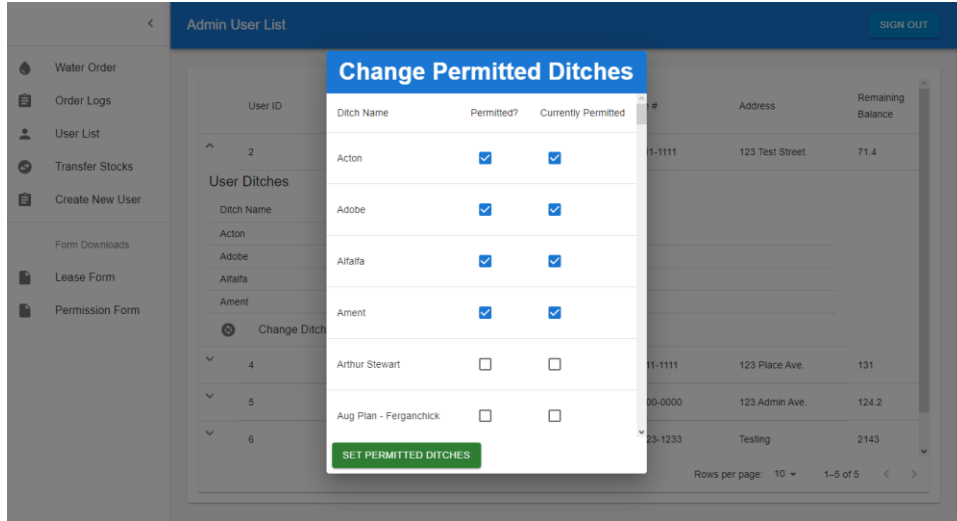 Admin User List
SIGN OUT
Water Order
Order Logs
User List
Transfer Stocks
Create New User
Form Downloads
Lease Form
Permission Form
User ID
e #
Address
Remaining
Balance
2
11-1111
123 Test Street
71.4
User Ditches
Ditch Name
Acton
Adobe
Alfalfa
Ament
Change Ditch
4
11-1111
123 Place Ave.
131
5
00-0000
123 Admin Ave.
124.2
6
23-1233
Testing
2143
Rows per page: 10
1–5 of 5
Change Permitted Ditches
Ditch Name Permitted? Currently Permitted
Acton
Adobe
Alfalfa
Ament
Arthur Stewart
Aug Plan - Ferganchick
SET PERMITTED DITCHES